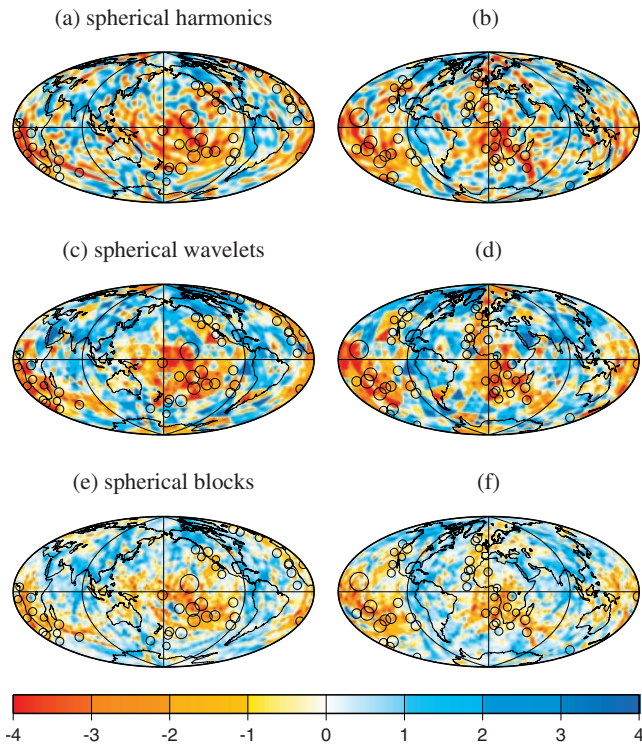 (a) spherical harmonics
(b)
(c) spherical wavelets
(d)
(e) spherical blocks
(f)
-4 -3 -2 -1 0 1 2 3 4